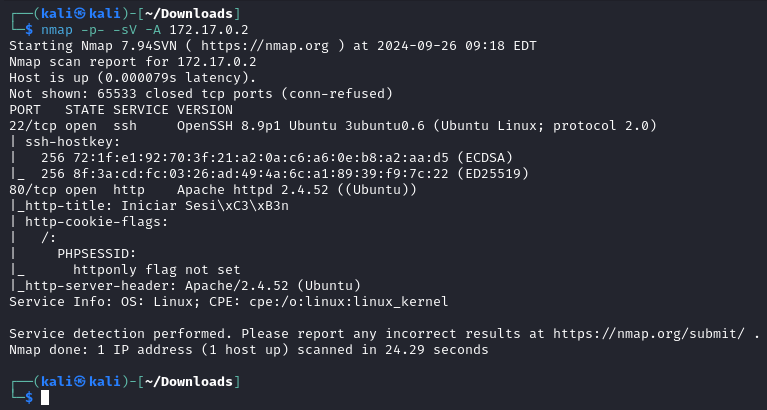 ┌──(kali㉿kali)-[~/Downloads]
└─$ nmap -p- -sV -A 172.17.0.2
Starting Nmap 7.94SVN ( https://nmap.org ) at 2024-09-26 09:18 EDT
Nmap scan report for 172.17.0.2
Host is up (0.000079s latency).
Not shown: 65533 closed tcp ports (conn-refused)
PORT   STATE SERVICE VERSION
22/tcp open  ssh     OpenSSH 8.9p1 Ubuntu 3ubuntu0.6 (Ubuntu Linux; protocol 2.0)
| ssh-hostkey:
|   256 72:1f:e1:92:70:3f:21:a2:0a:c6:a6:0e:b8:a2:aa:d5 (ECDSA)
|_  256 8f:3a:cd:fc:03:26:ad:49:4a:6c:a1:89:39:f9:7c:22 (ED25519)
80/tcp open  http    Apache httpd 2.4.52 ((Ubuntu))
|_http-title: Iniciar Sesi\xC3\xB3n
| http-cookie-flags:
|   /:
|     PHPSESSID:
|_      httponly flag not set
|_http-server-header: Apache/2.4.52 (Ubuntu)
Service Info: OS: Linux; CPE: cpe:/o:linux:linux_kernel

Service detection performed. Please report any incorrect results at https://nmap.org/submit/ .
Nmap done: 1 IP address (1 host up) scanned in 24.29 seconds

┌──(kali㉿kali)-[~/Downloads]
└─$